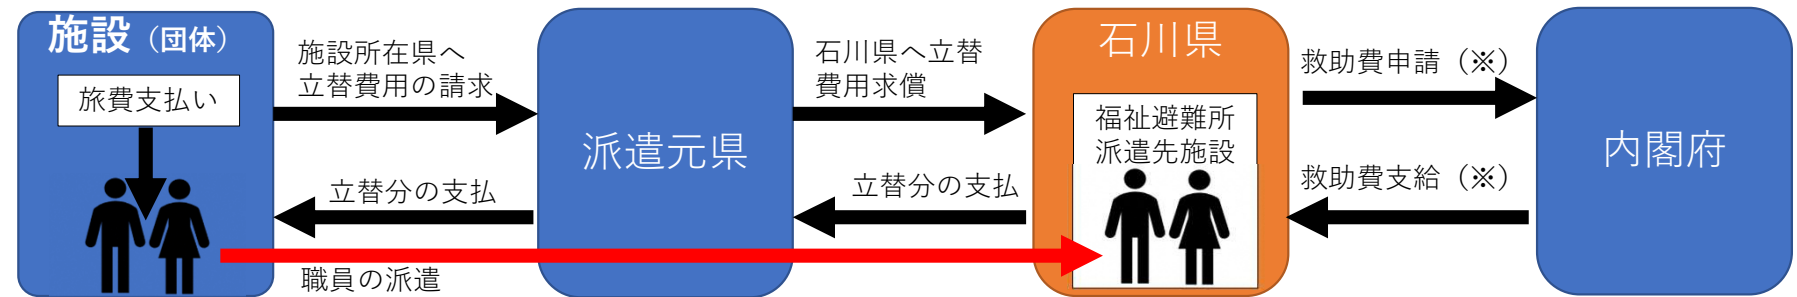 施設（団体）
旅費支払い
施設所在県へ
立替費用の請求
立替分の支払
職員の派遣
派遣元県
石川県へ立替
費用求償
立替分の支払
石川県
福祉避難所
派遣先施設
救助費申請（※）
救助費支給（※）
内閣府